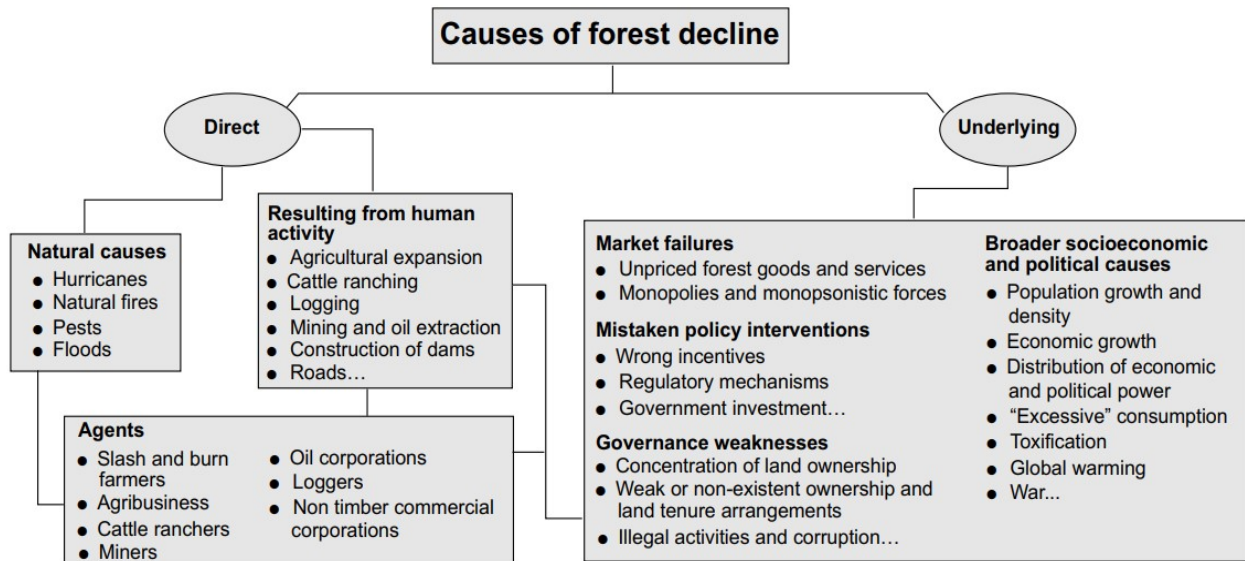 Causes of forest decline
Direct
Underlying
Natural causes
● Hurricanes
● Natural fires
● Pests
● Floods
Resulting from human
activity
● Agricultural expansion
● Cattle ranching
● Logging
● Mining and oil extraction
● Construction of dams
● Roads…
Agents
● Slash and burn
farmers
● Agribusiness
● Cattle ranchers
● Miners
● Oil corporations
● Loggers
● Non timber commercial
corporations
Market failures
● Unpriced forest goods and services
● Monopolies and monopsonistic forces
Mistaken policy interventions
● Wrong incentives
● Regulatory mechanisms
● Government investment…
Governance weaknesses
● Concentration of land ownership
● Weak or non-existent ownership and
land tenure arrangements
● Illegal activities and corruption…
Broader socioeconomic
and political causes
● Population growth and
density
● Economic growth
● Distribution of economic
and political power
● “Excessive” consumption
● Toxification
● Global warming
● War...